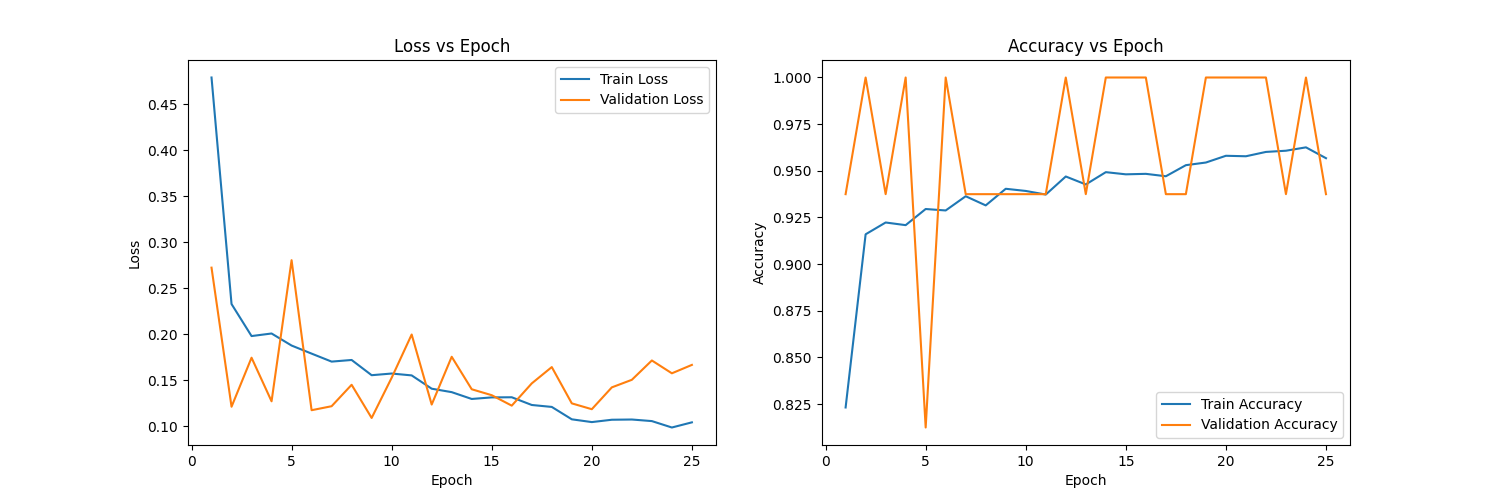 Loss vs Epoch
Train Loss
Validation Loss
0.45
0.40
0.35
0.30
0.25
0.20
0.15
0.10
Loss
0
5
10
15
20
25
Epoch
Accuracy vs Epoch
1.000
0.975
0.950
0.925
0.900
0.875
0.850
0.825
Accuracy
Train Accuracy
Validation Accuracy
0
5
10
15
20
25
Epoch